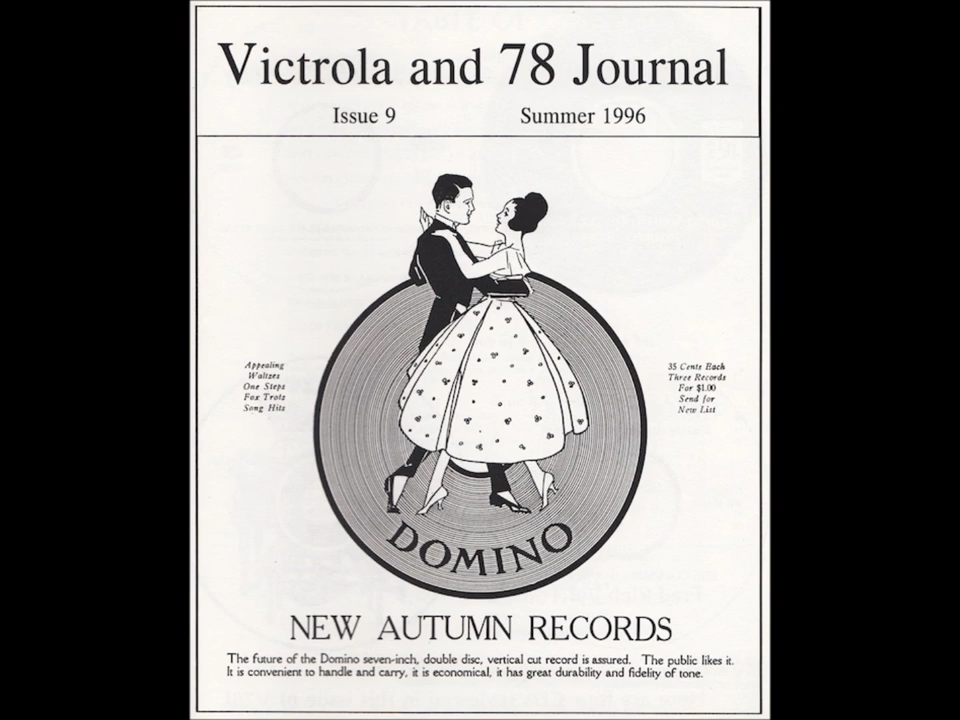 Victrola and 78 Journal
Issue 9 Summer 1996
Appealing
Waltzes
One Steps
Fox Trots
Song Hits
35 Cents Each
Three Records
For $1.00
Send for
New List
DOMINO
NEW AUTUMN RECORDS
The future of the Domino seven-inch, double disc, vertical cut record is assured. The public likes it.
It is convenient to handle and carry, it is economical, it has great durability and fidelity of tone.